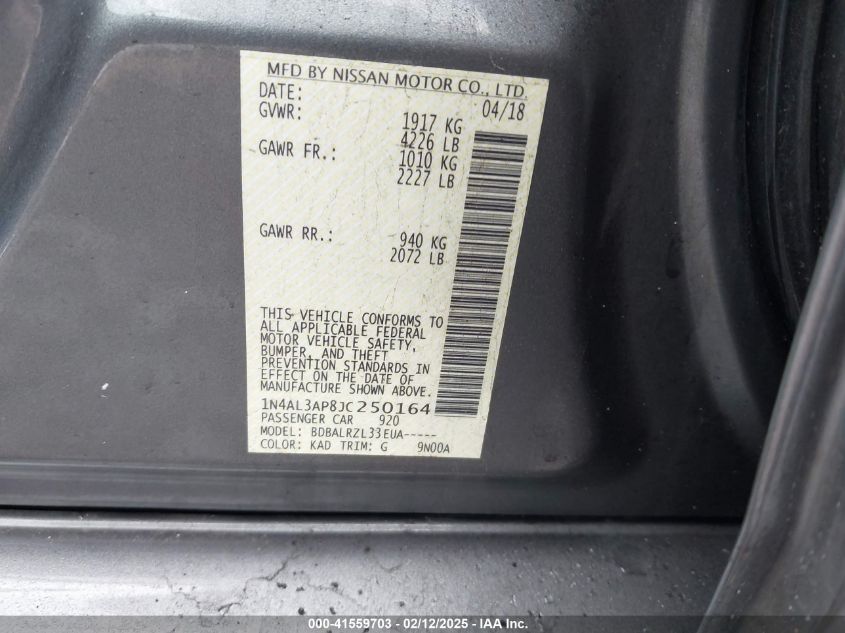 MFD BY NISSAN MOTOR CO., LTD.
DATE: 04/18
GVWR: 1917 KG
4226 LB
GAWR FR.: 1010 KG
2227 LB
GAWR RR.: 940 KG
2072 LB
THIS VEHICLE CONFORMS TO
ALL APPLICABLE FEDERAL
MOTOR VEHICLE SAFETY,
BUMPER, AND THEFT
PREVENTION STANDARDS IN
EFFECT ON THE DATE OF
MANUFACTURE SHOWN ABOVE.
1N4AL3AP8JC250164
PASSENGER CAR 920
MODEL: BDBALRZL33EUA-----
COLOR: KAD TRIM: G 9N00A
000-41559703 - 02/12/2025 - IAA, Inc.